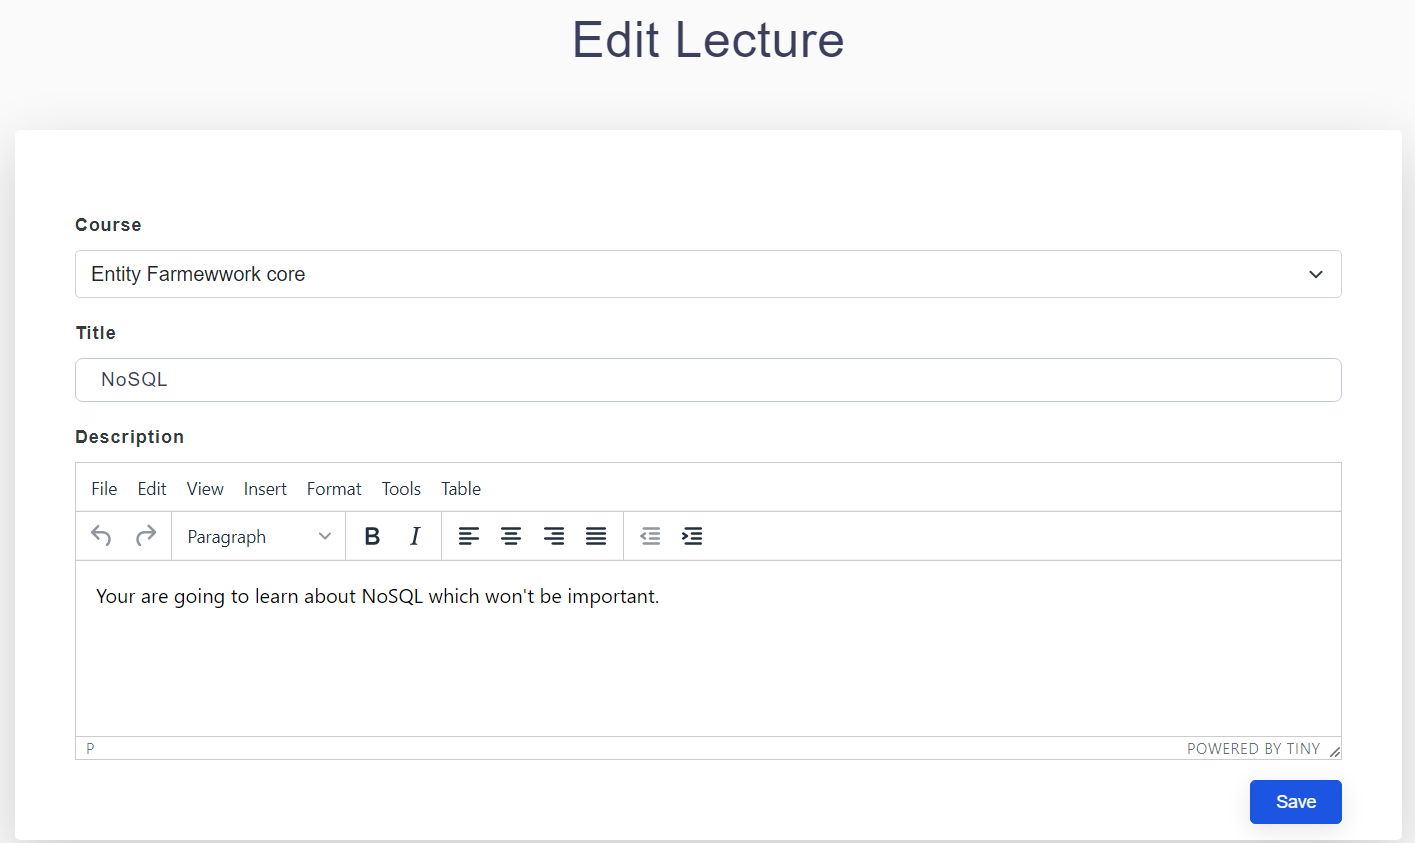 Edit Lecture
Course
Entity Farmewwork core
Title
NoSQL
Description
File Edit View Insert Format Tools Table
Paragraph B I
Your are going to learn about NoSQL which won't be important.
P POWERED BY TINY
Save